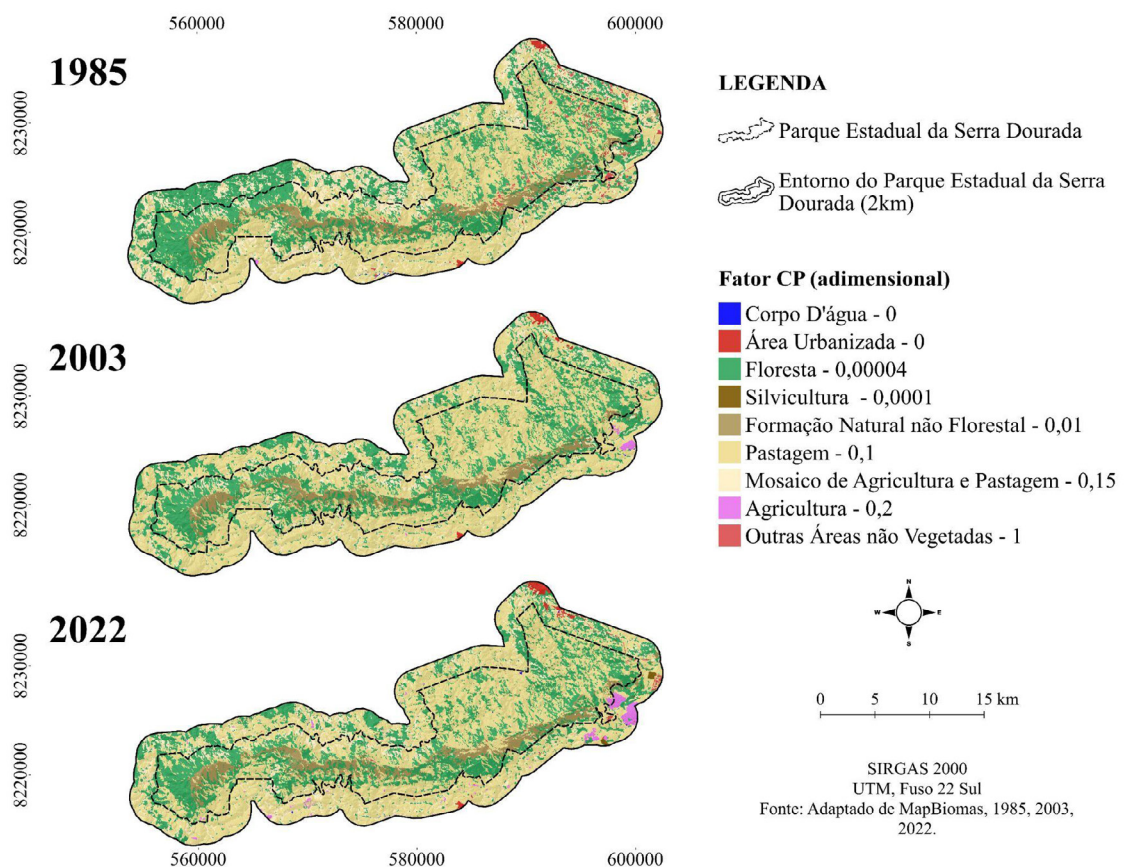 560000
580000
600000
1985
8230000
8220000
2003
8230000
8220000
2022
8230000
8220000
560000
580000
600000
LEGENDA
Parque Estadual da Serra Dourada
Entorno do Parque Estadual da Serra
Dourada (2km)
Fator CP (adimensional)
Corpo D'água - 0
Área Urbanizada - 0
Floresta - 0,00004
Silvicultura - 0,0001
Formação Natural não Florestal - 0,01
Pastagem - 0,1
Mosaico de Agricultura e Pastagem - 0,15
Agricultura - 0,2
Outras Áreas não Vegetadas - 1
N
W
E
S
0
5
10
15 km
SIRGAS 2000
UTM, Fuso 22 Sul
Fonte: Adaptado de MapBiomas, 1985, 2003,
2022.